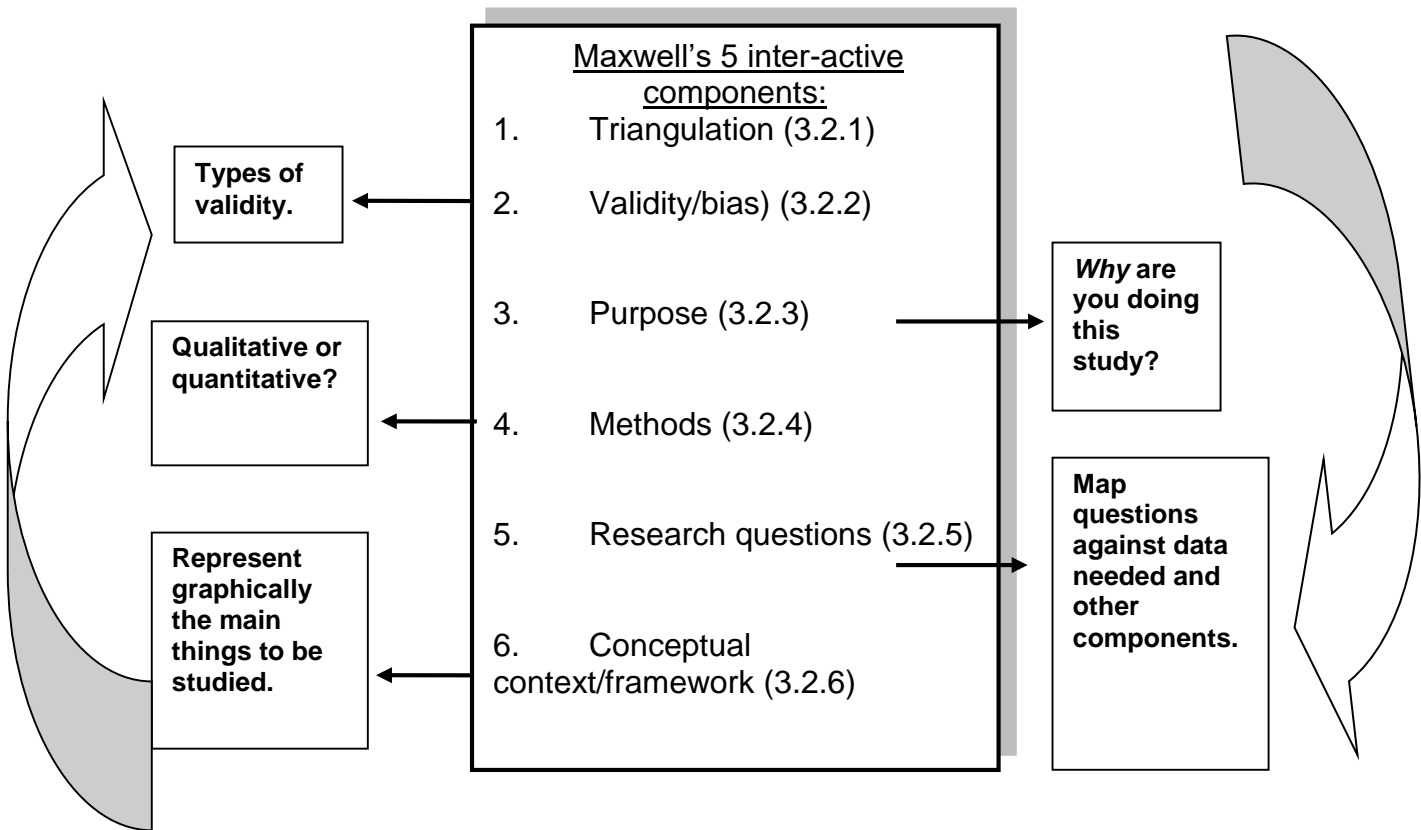 Maxwell’s 5 inter-active
components:
1. Triangulation (3.2.1)
2. Validity/bias) (3.2.2)
3. Purpose (3.2.3)
4. Methods (3.2.4)
5. Research questions (3.2.5)
6. Conceptual
context/framework (3.2.6)
Types of
validity.
Qualitative or
quantitative?
Represent
graphically
the main
things to be
studied.
Why are
you doing
this
study?
Map
questions
against data
needed and
other
components.